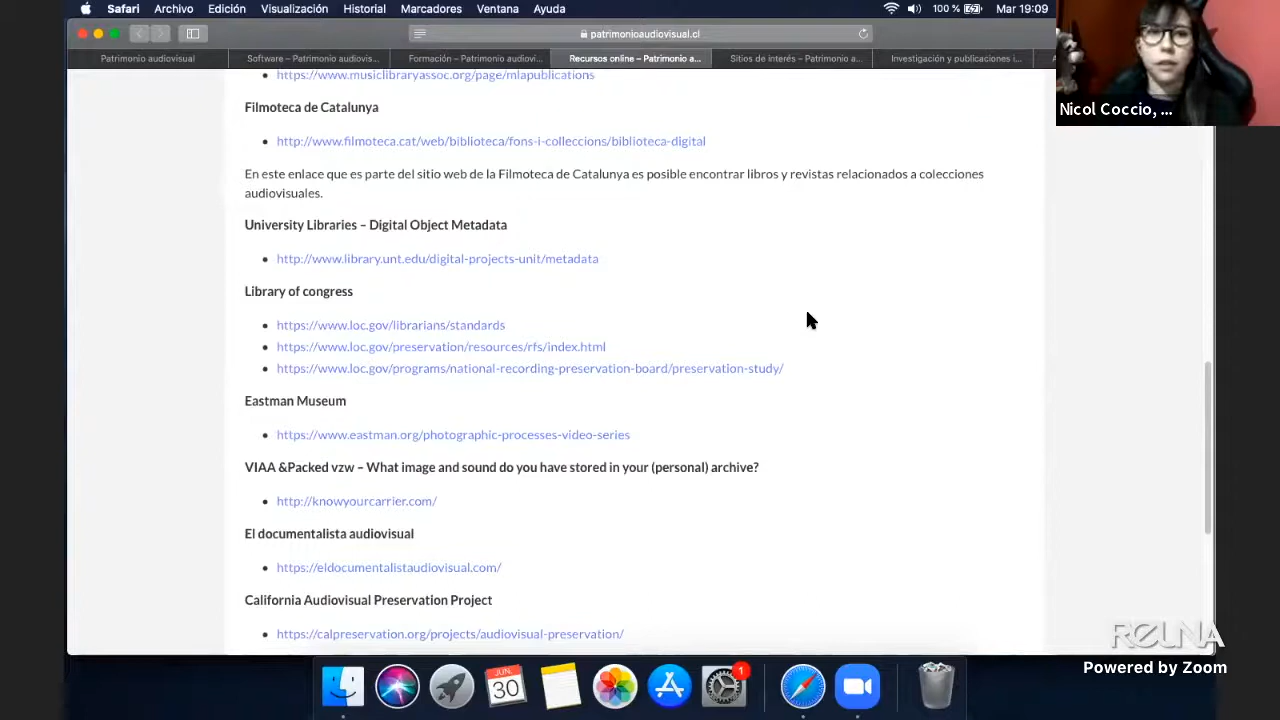 Safari Archivo Edición Visualización Historial Marcadores Ventana Ayuda 100 % Mar 19:09
patrimonioaudiovisual.cl
Patrimonio audiovisual Software – Patrimonio audiovi... Formación – Patrimonio audiovi... Recursos online – Patrimonio a... Sitios de interés – Patrimonio a... Investigación y publicaciones i...
https://www.musiclibraryassoc.org/page/mlapublications
Filmoteca de Catalunya
http://www.filmoteca.cat/web/biblioteca/fons-i-colleccions/biblioteca-digital
En este enlace que es parte del sitio web de la Filmoteca de Catalunya es posible encontrar libros y revistas relacionados a colecciones
audiovisuales.
University Libraries – Digital Object Metadata
http://www.library.unt.edu/digital-projects-unit/metadata
Library of congress
https://www.loc.gov/librarians/standards
https://www.loc.gov/preservation/resources/rfs/index.html
https://www.loc.gov/programs/national-recording-preservation-board/preservation-study/
Eastman Museum
https://www.eastman.org/photographic-processes-video-series
VIAA &Packed vzw – What image and sound do you have stored in your (personal) archive?
http://knowyourcarrier.com/
El documentalista audiovisual
https://eldocumentalistaaudiovisual.com/
California Audiovisual Preservation Project
https://calpreservation.org/projects/audiovisual-preservation/
Nicol Coccio, ...
JUN.
30
1
REUNA
Powered by Zoom